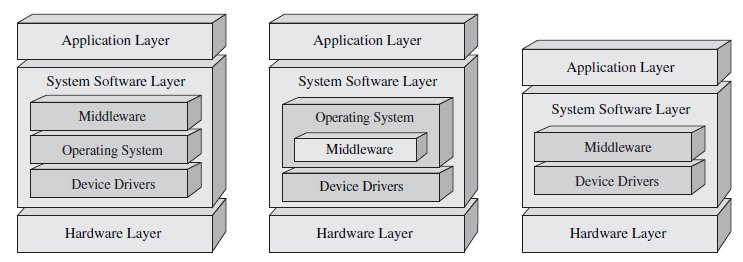 Application Layer
System Software Layer
Middleware
Operating System
Device Drivers
Hardware Layer
Application Layer
System Software Layer
Operating System
Middleware
Device Drivers
Hardware Layer
Application Layer
System Software Layer
Middleware
Device Drivers
Hardware Layer